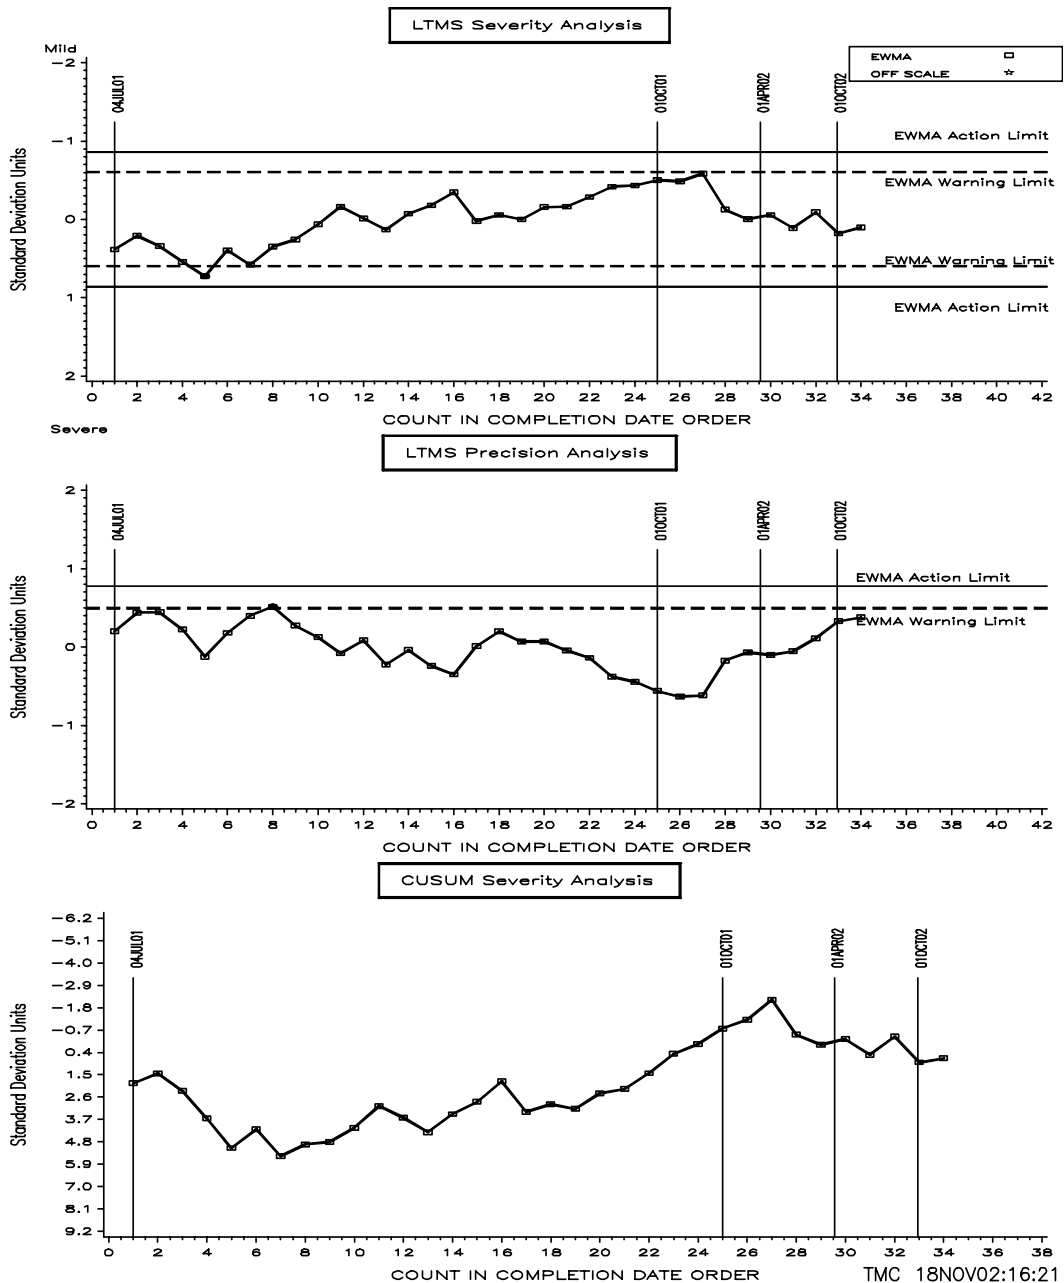 LTMS Severity Analysis
Mild
EWMA
OFF SCALE
04JUL01 01OCT01 01APR02 01OCT02
Standard Deviation Units
-2
-1
0
1
2
EWMA Action Limit
EWMA Warning Limit
EWMA Warning Limit
EWMA Action Limit
0 2 4 6 8 10 12 14 16 18 20 22 24 26 28 30 32 34 36 38 40 42
COUNT IN COMPLETION DATE ORDER
Severe
LTMS Precision Analysis
04JUL01 01OCT01 01APR02 01OCT02
Standard Deviation Units
2
1
0
-1
-2
EWMA Action Limit
EWMA Warning Limit
0 2 4 6 8 10 12 14 16 18 20 22 24 26 28 30 32 34 36 38 40 42
COUNT IN COMPLETION DATE ORDER
CUSUM Severity Analysis
04JUL01 01OCT01 01APR02 01OCT02
Standard Deviation Units
-6.2
-5.1
-4.0
-2.9
-1.8
-0.7
0.4
1.5
2.6
3.7
4.8
5.9
7.0
8.1
9.2
0 2 4 6 8 10 12 14 16 18 20 22 24 26 28 30 32 34 36 38
COUNT IN COMPLETION DATE ORDER
TMC 18NOV02:16:21